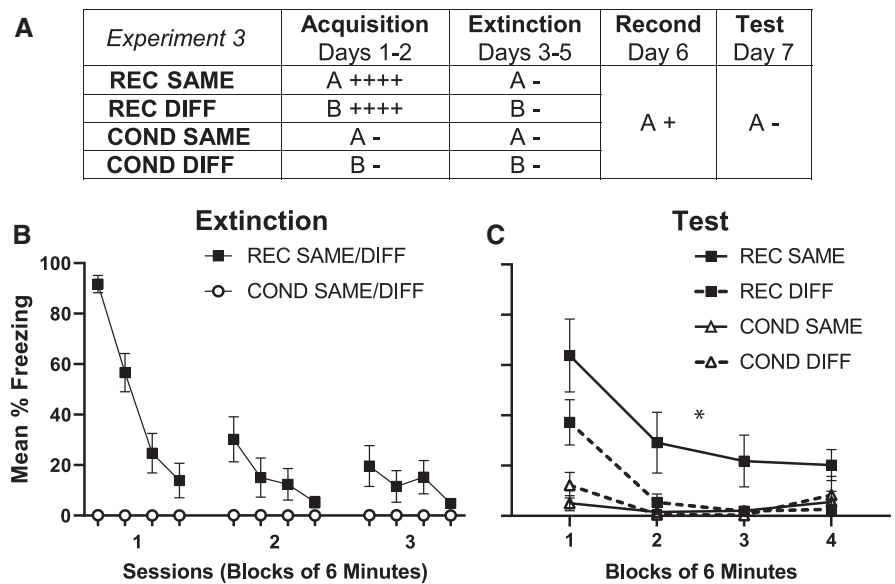 A
Experiment 3 Acquisition Extinction Recond Test
Days 1-2 Days 3-5 Day 6 Day 7
REC SAME A ++++ A -
REC DIFF B ++++ B -
A + A -
COND SAME A - A -
COND DIFF B - B -
B Extinction
REC SAME/DIFF
COND SAME/DIFF
Mean % Freezing
100
80
60
40
20
0
1 2 3
Sessions (Blocks of 6 Minutes)
C Test
REC SAME
REC DIFF
COND SAME
COND DIFF
*
1 2 3 4
Blocks of 6 Minutes